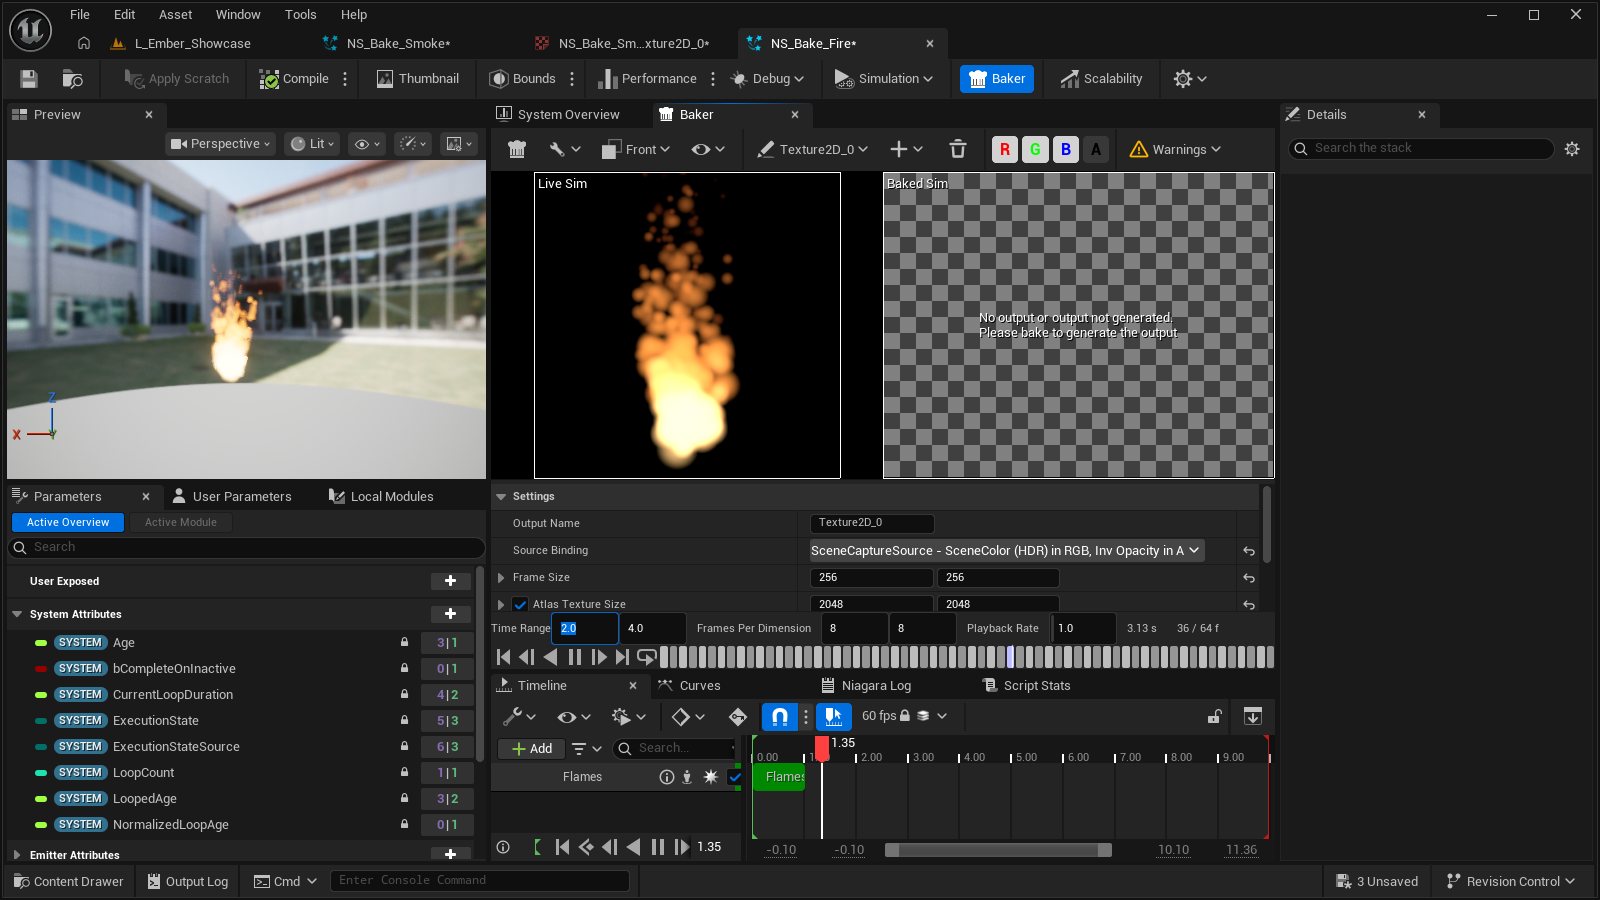 File Edit Asset Window Tools Help
L_Ember_Showcase NS_Bake_Smoke* NS_Bake_Sm...xture2D_0* NS_Bake_Fire*
Apply Scratch Compile Thumbnail Bounds Performance Debug Simulation Baker Scalability
Preview
Perspective Lit
Z
X
Y
System Overview Baker
Front Texture2D_0 R G B A Warnings
Live Sim
Baked Sim
No output or output not generated.
Please bake to generate the output
Details
Search the stack
Settings
Output Name Texture2D_0
Source Binding SceneCaptureSource - SceneColor (HDR) in RGB, Inv Opacity in A
Frame Size 256 256
Atlas Texture Size 2048 2048
Time Range 2.0 4.0 Frames Per Dimension 8 8 Playback Rate 1.0 3.13 s 36 / 64 f
Parameters User Parameters Local Modules
Active Overview Active Module
Search
User Exposed
System Attributes
SYSTEM Age 3|1
SYSTEM bCompleteOnInactive 0|1
SYSTEM CurrentLoopDuration 4|2
SYSTEM ExecutionState 5|3
SYSTEM ExecutionStateSource 6|3
SYSTEM LoopCount 1|1
SYSTEM LoopedAge 3|2
SYSTEM NormalizedLoopAge 0|1
Emitter Attributes
Timeline Curves Niagara Log Script Stats
60 fps
Add Search...
1.35
0.00 2.00 3.00 4.00 5.00 6.00 7.00 8.00 9.00
Flames Flames
1.35 -0.10 -0.10 10.10 11.36
Content Drawer Output Log Cmd Enter Console Command 3 Unsaved Revision Control